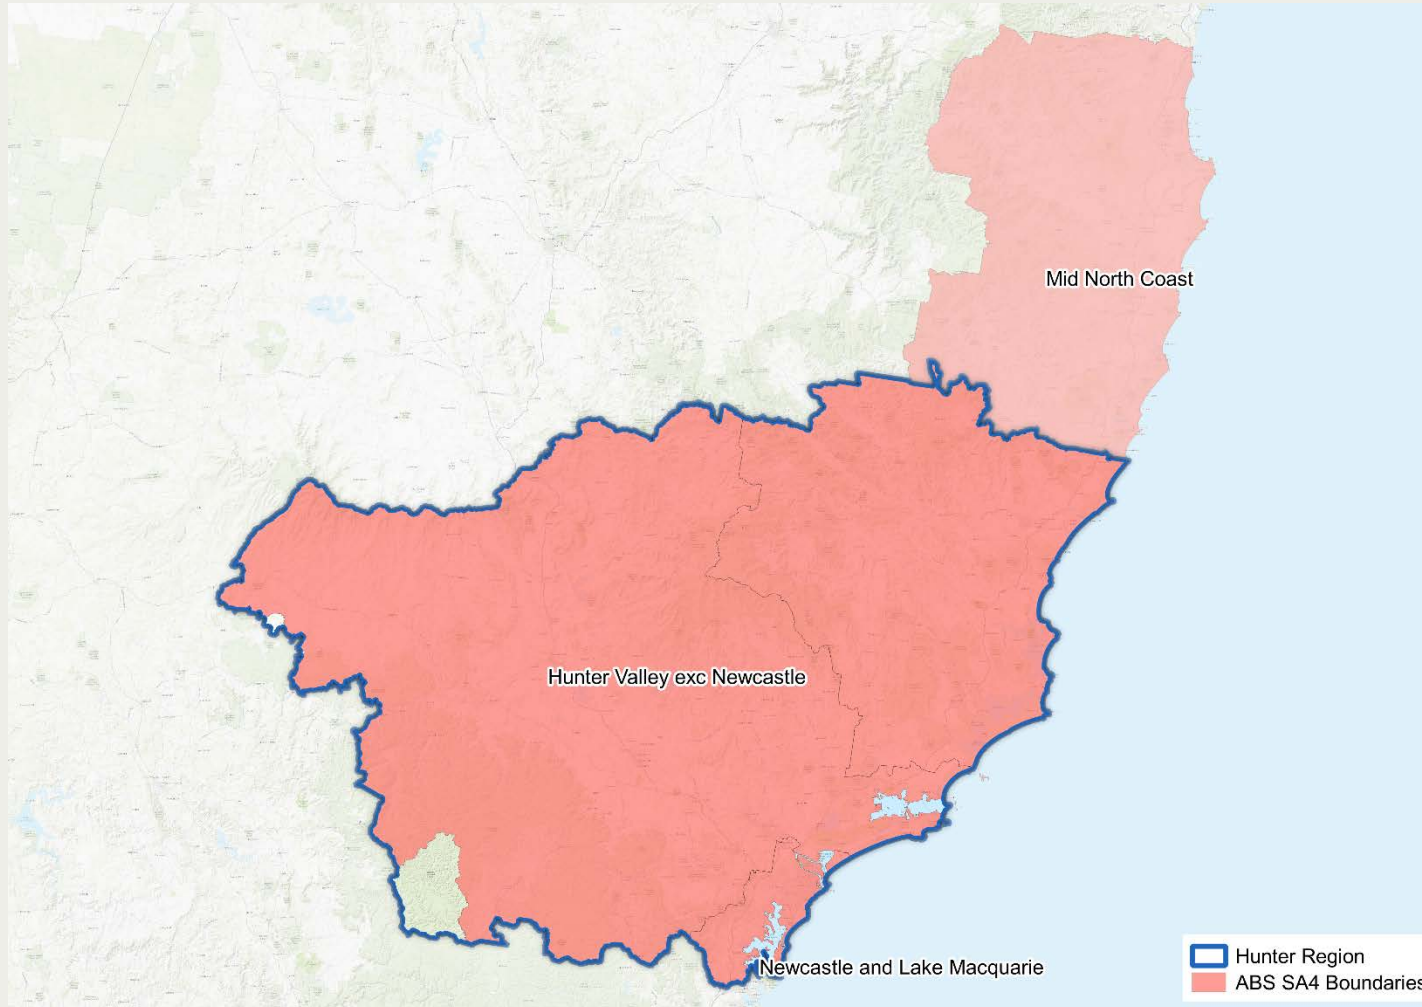 Mid North Coast
Hunter Valley exc Newcastle
Newcastle and Lake Macquarie
Hunter Region
ABS SA4 Boundaries